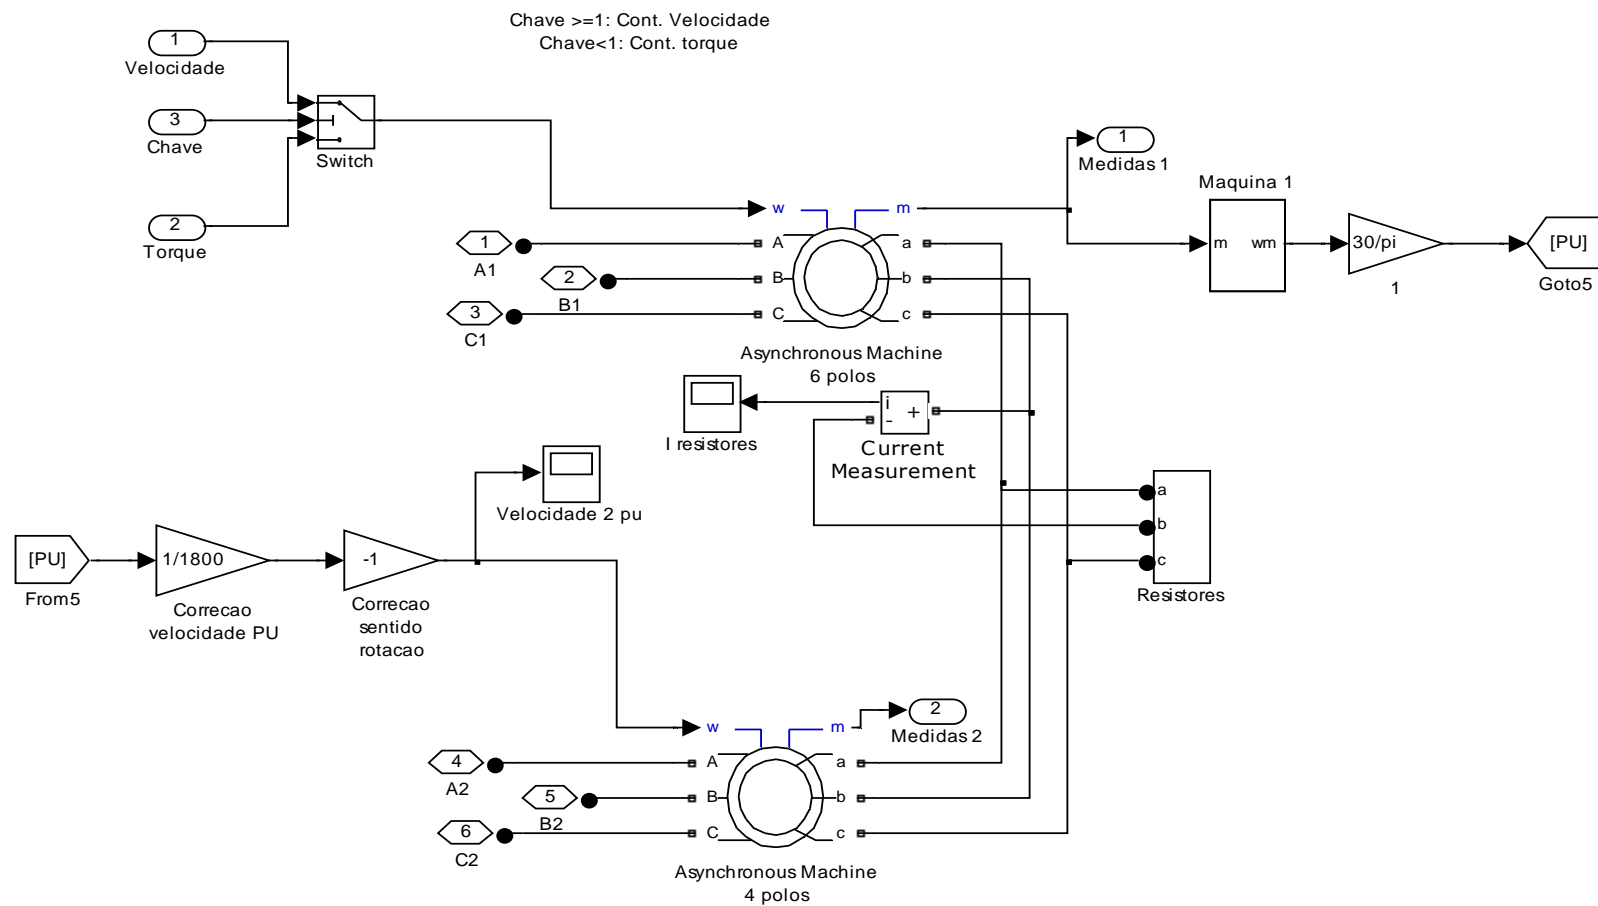 Chave >=1: Cont. Velocidade
Chave<1: Cont. torque
1
Velocidade
3
Chave
Switch
2
Torque
1
Medidas 1
Maquina 1
w
m
m
wm
30/pi
[PU]
1
Goto5
1
A1
2
B1
3
C1
A
B
C
a
b
c
Asynchronous Machine
6 polos
I resistores
i
-
+
Current
Measurement
Velocidade 2 pu
a
b
c
Resistores
[PU]
From5
1/1800
Correcao
velocidade PU
-1
Correcao
sentido
rotacao
w
m
2
Medidas 2
4
A2
5
B2
6
C2
A
B
C
a
b
c
Asynchronous Machine
4 polos